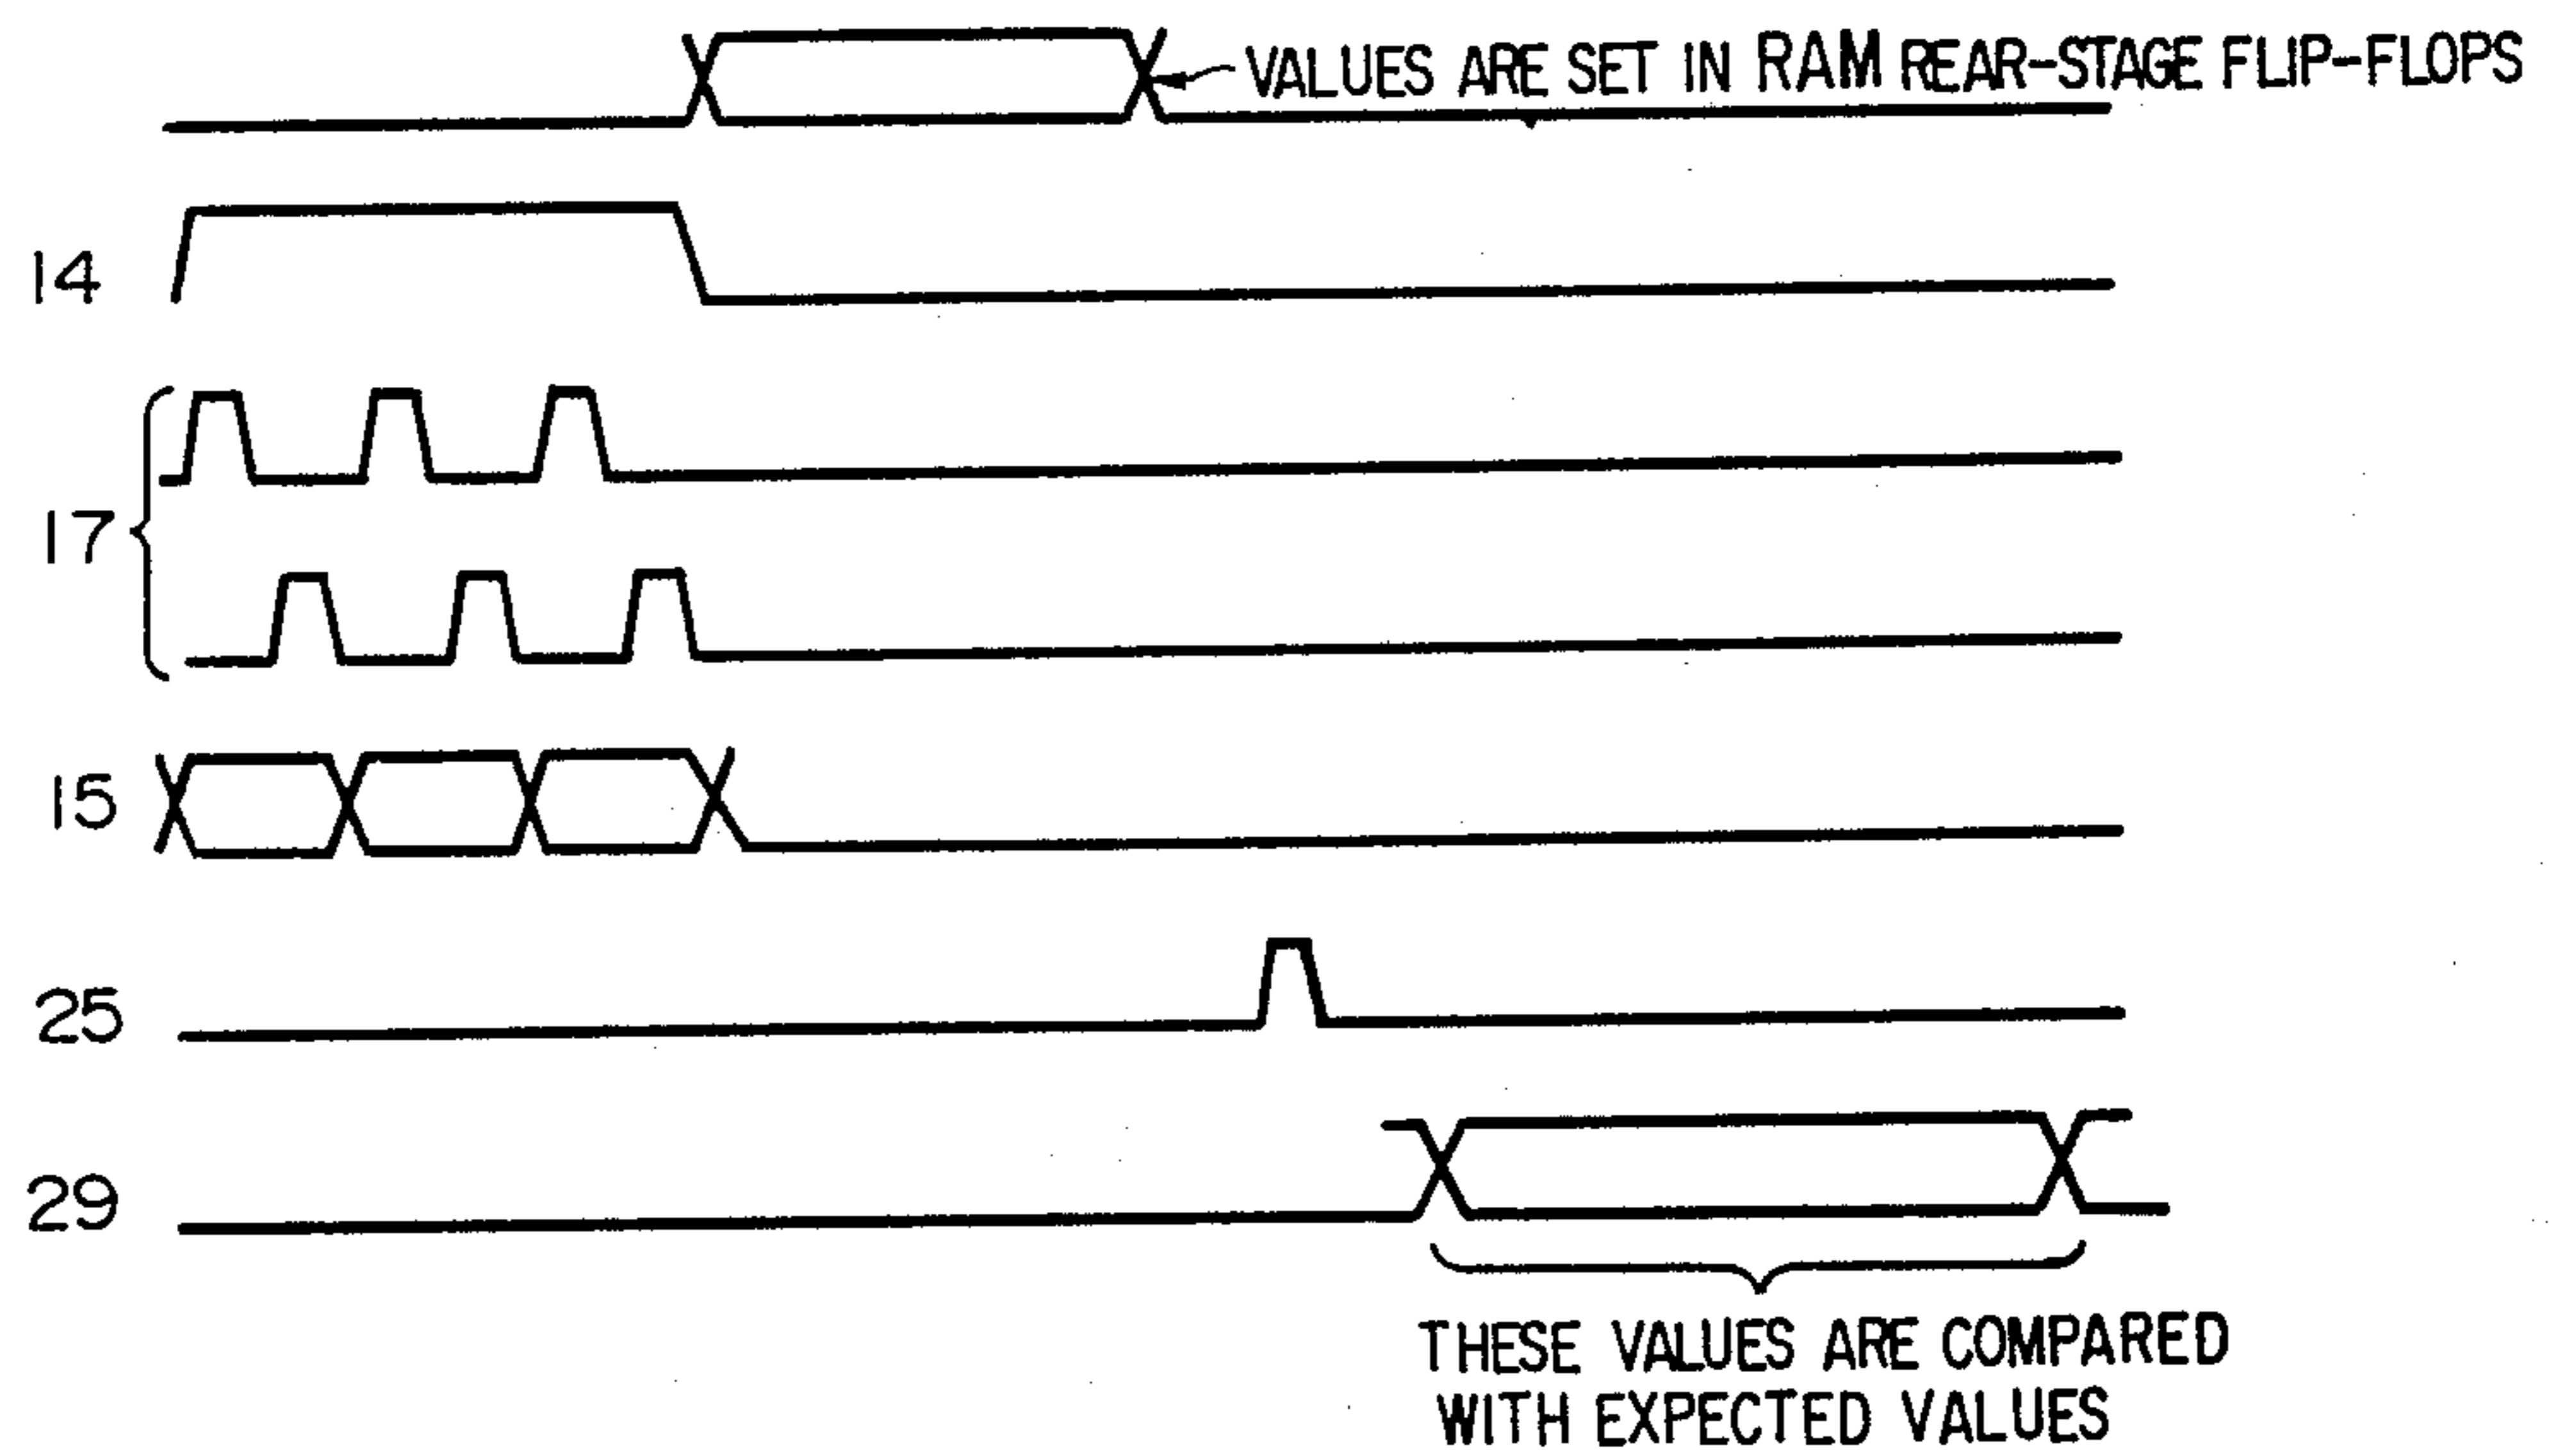 VALUES ARE SET IN RAM REAR-STAGE FLIP-FLOPS
14
17
15
25
29
THESE VALUES ARE COMPARED
WITH EXPECTED VALUES